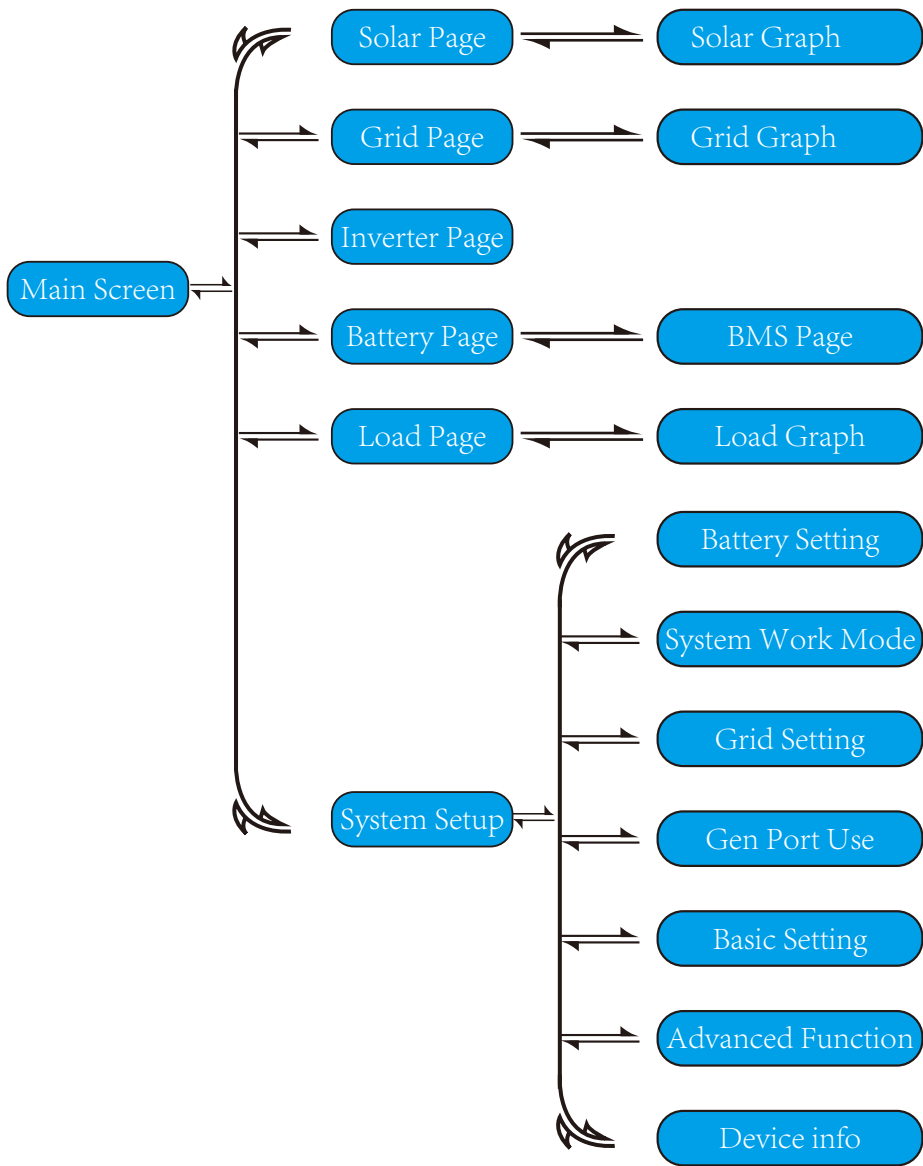 Solar Page
Solar Graph
Grid Page
Grid Graph
Inverter Page
Main Screen
Battery Page
BMS Page
Load Page
Load Graph
Battery Setting
System Work Mode
Grid Setting
System Setup
Gen Port Use
Basic Setting
Advanced Function
Device info